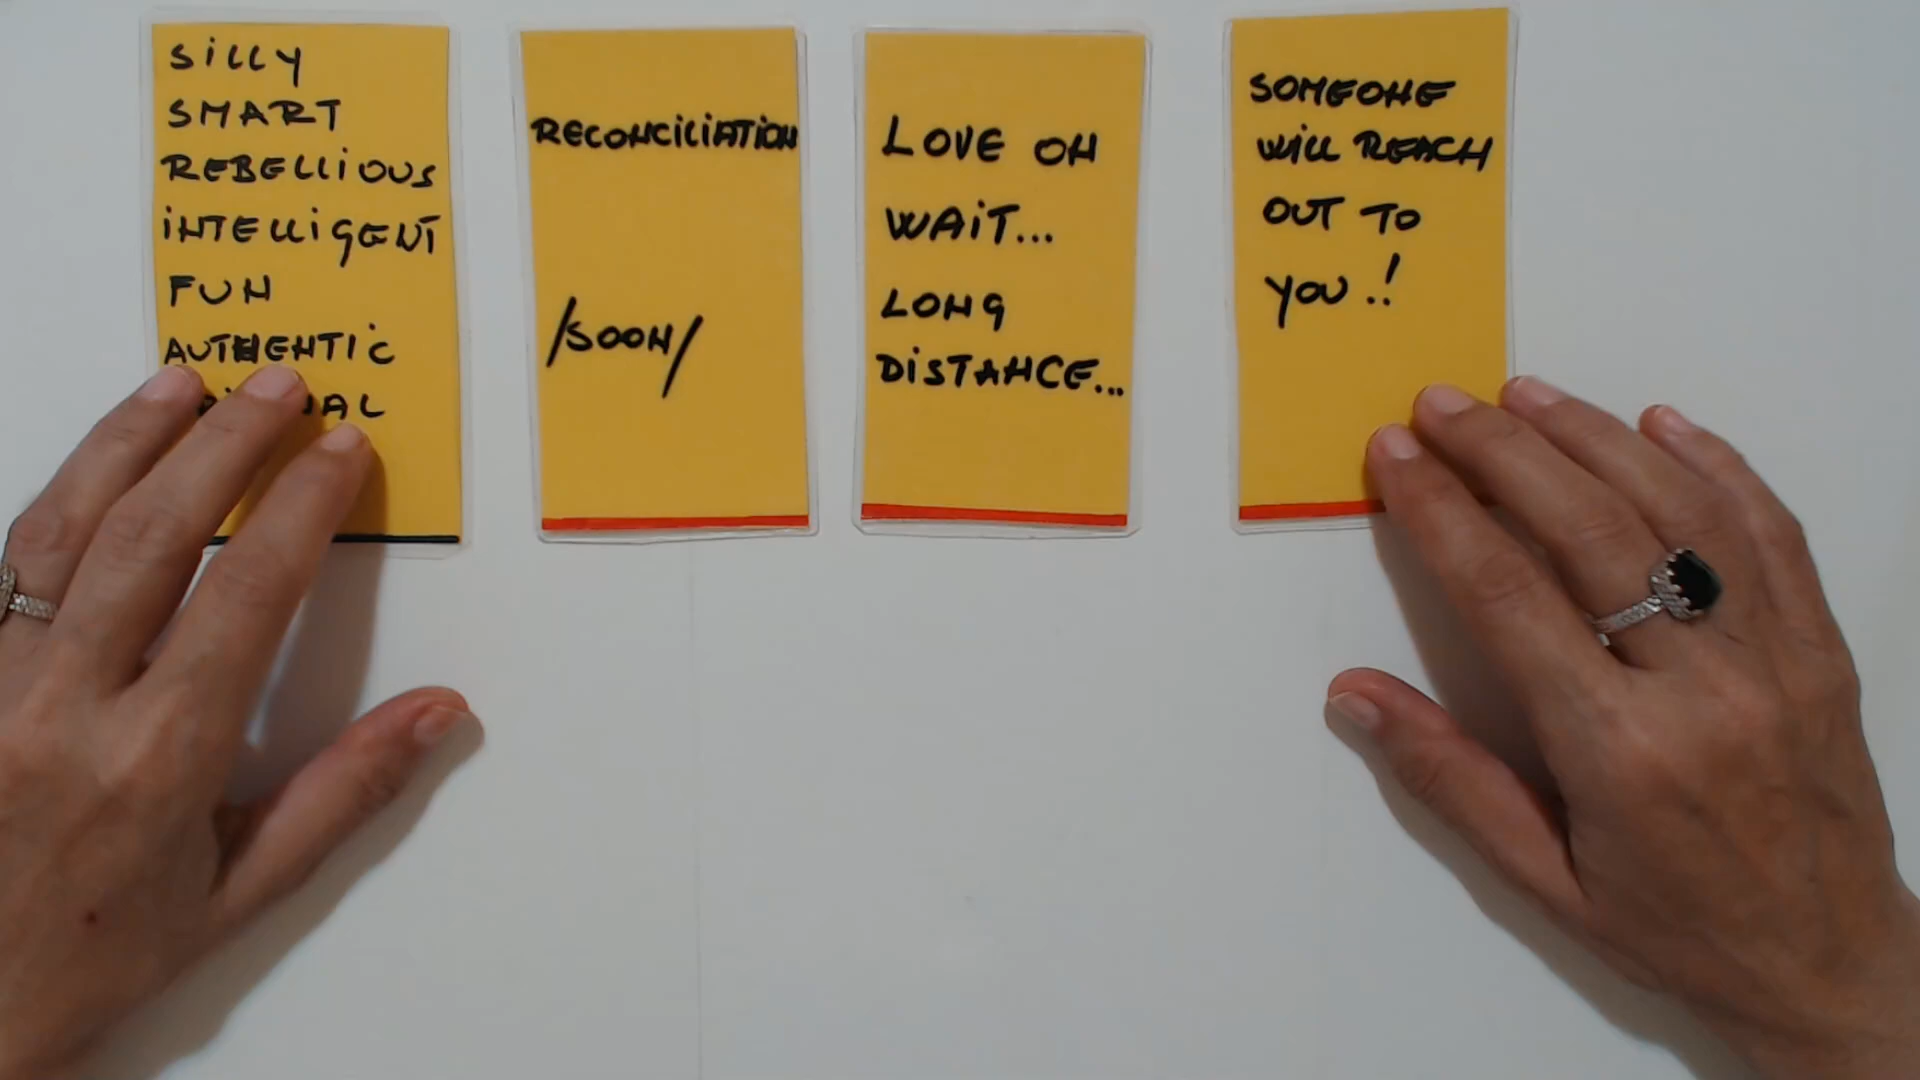 SiLLY
SMART
REBELLiOUS
iNTELLiGENT
FUN
AUTHENTiC
RECONCiLiATiON
/SOON/
LOVE ON
WAiT...
LONG
DiSTANCE...
SOMEONE
WiLL REACH
OUT TO
YOU.!